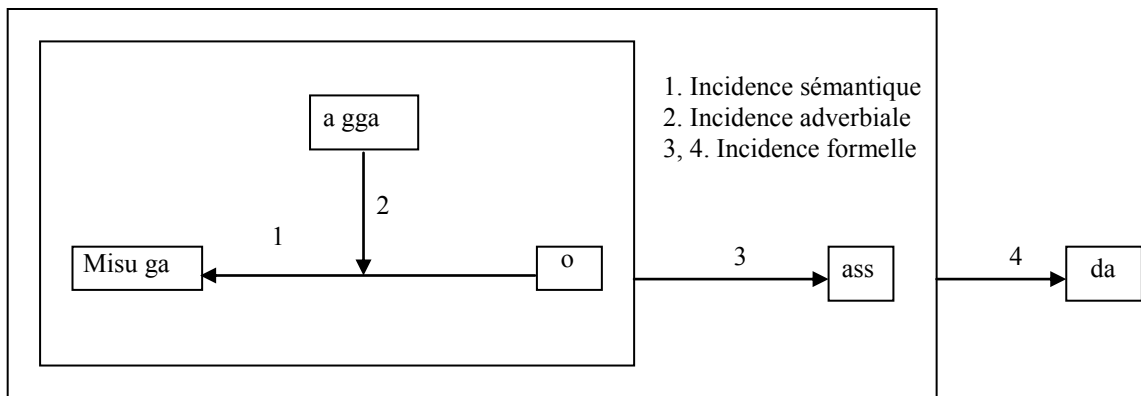 1. Incidence sémantique
2. Incidence adverbiale
3, 4. Incidence formelle
a gga
2
1
Misu ga
o
3
ass
4
da